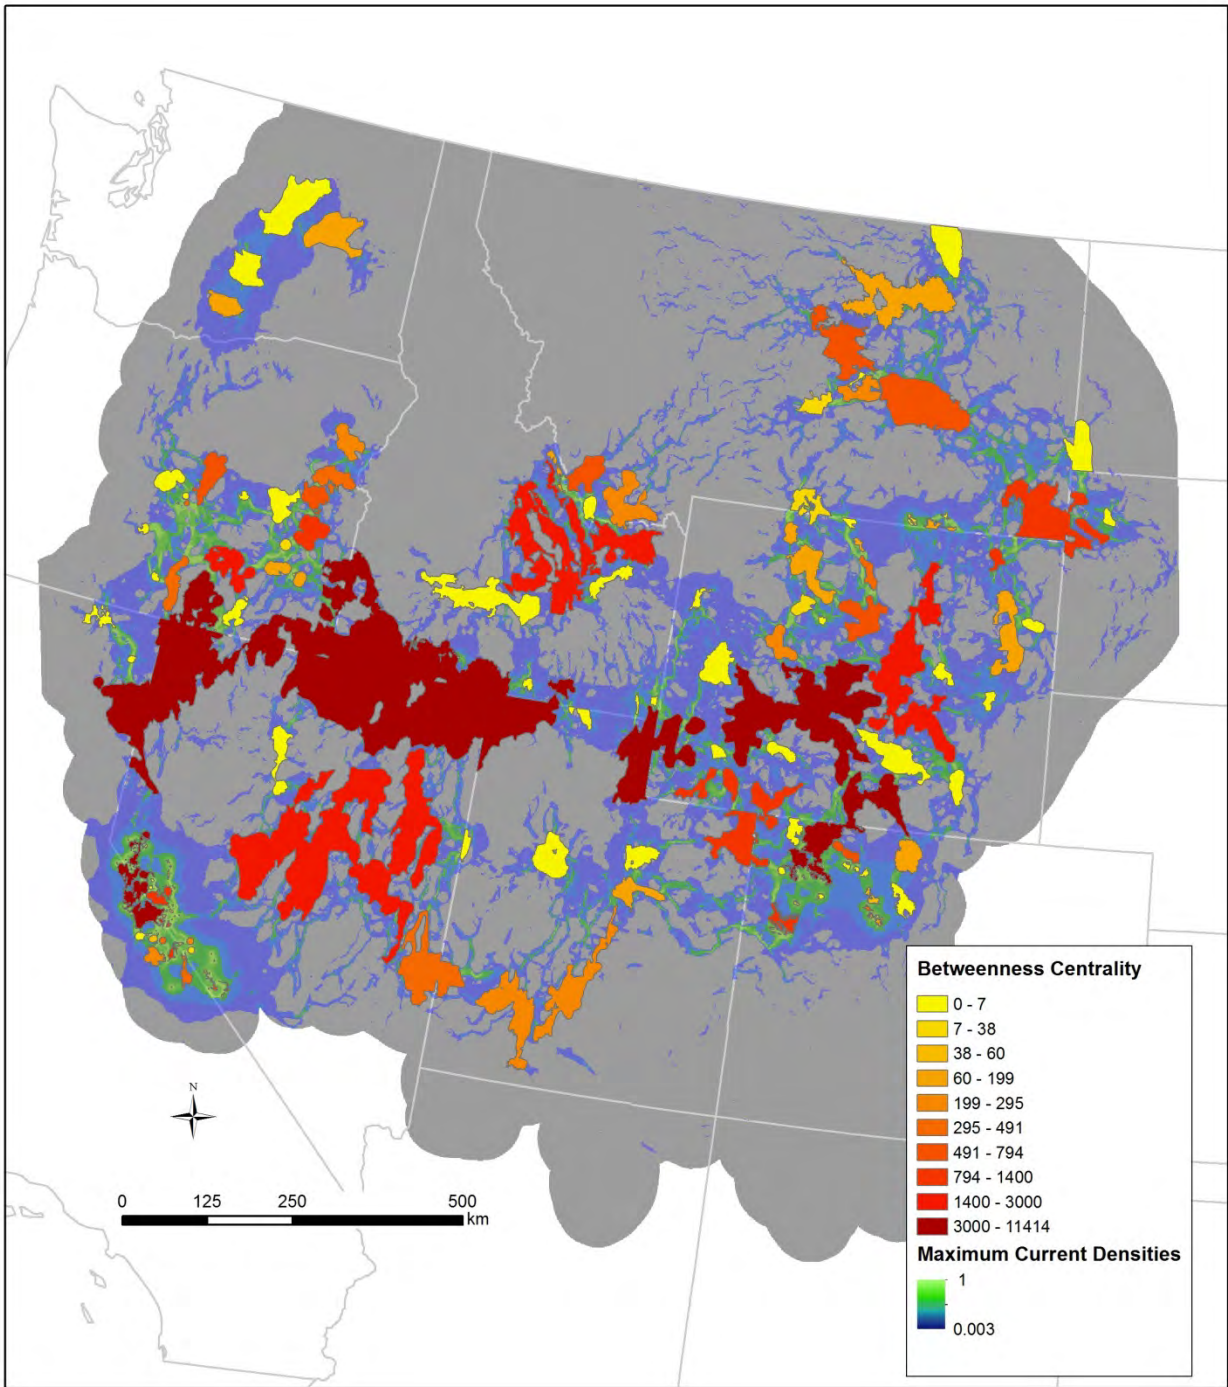 N
0 125 250 500
km
Betweenness Centrality
0 - 7
7 - 38
38 - 60
60 - 199
199 - 295
295 - 491
491 - 794
794 - 1400
1400 - 3000
3000 - 11414
Maximum Current Densities
1
0.003